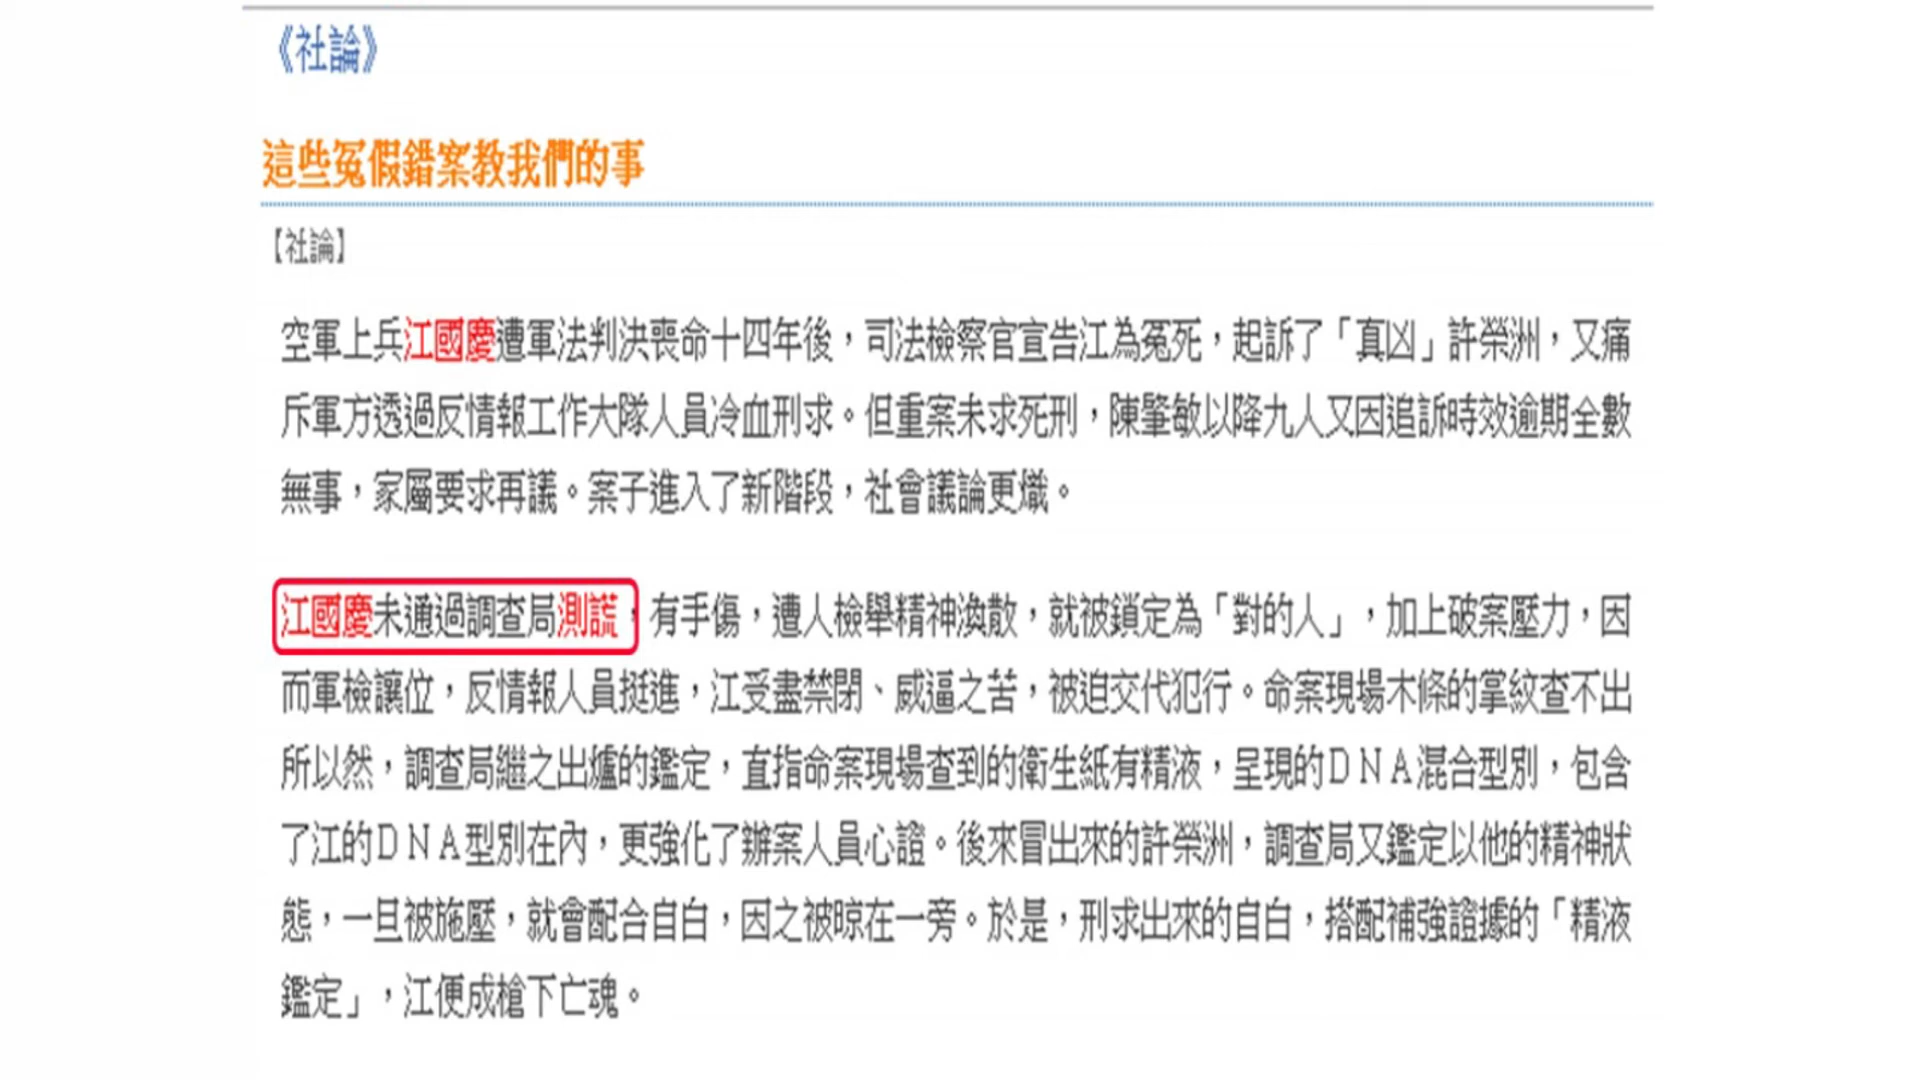 《社論》
這些冤假錯案教我們的事
【社論】
空軍上兵江國慶遭軍法判決喪命十四年後，司法檢察官宣告江為冤死，起訴了「真凶」許榮洲，又痛
斥軍方透過反情報工作大隊人員冷血刑求。但重案未求死刑，陳肇敏以降九人又因追訴時效逾期全數
無事，家屬要求再議。案子進入了新階段，社會議論更熾。
江國慶未通過調查局測謊，有手傷，遭人檢舉精神渙散，就被鎖定為「對的人」，加上破案壓力，因
而軍檢讓位，反情報人員挺進，江受盡禁閉、威逼之苦，被迫交代犯行。命案現場木條的掌紋查不出
所以然，調查局繼之出爐的鑑定，直指命案現場查到的衛生紙有精液，呈現的ＤＮＡ混合型別，包含
了江的ＤＮＡ型別在內，更強化了辦案人員心證。後來冒出來的許榮洲，調查局又鑑定以他的精神狀
態，一旦被施壓，就會配合自白，因之被晾在一旁。於是，刑求出來的自白，搭配補強證據的「精液
鑑定」，江便成槍下亡魂。